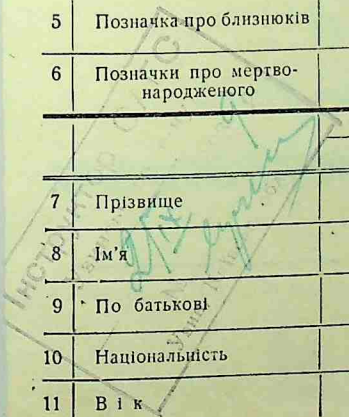 5 Позначка про близнюків
6 Позначки про мертво-
народженого
7 Прізвище
8 Ім'я
9 По батькові
10 Національність
11 Вік
Інструктор